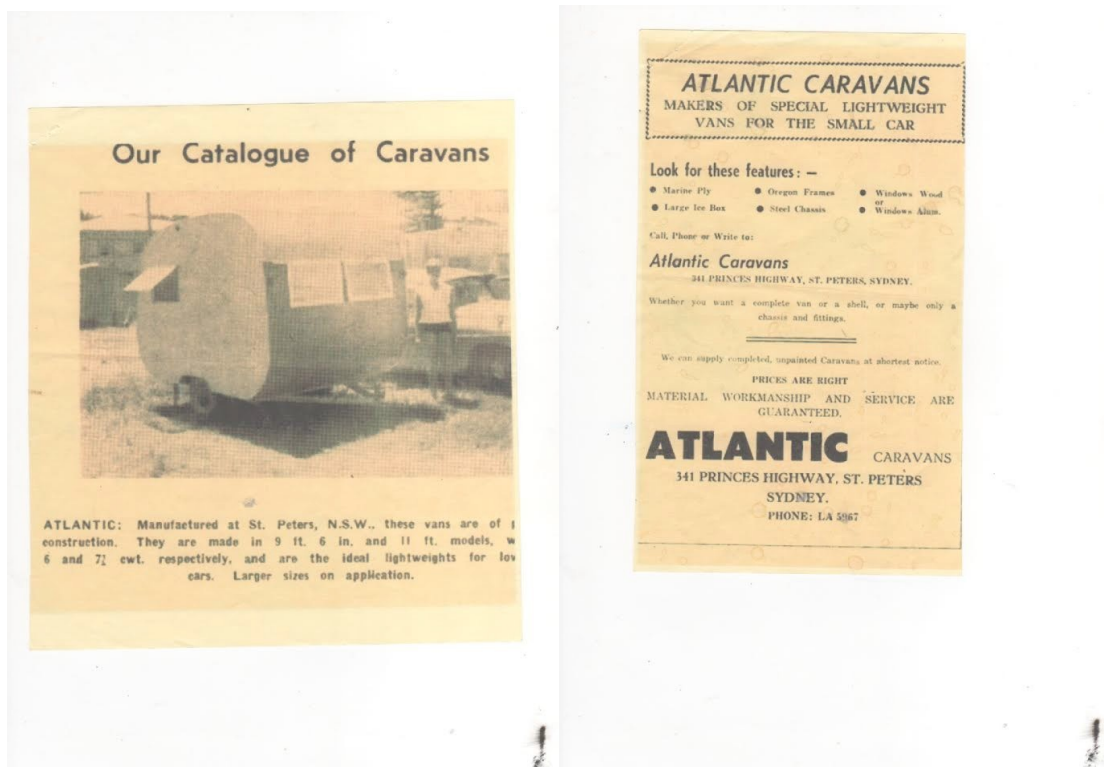 Our Catalogue of Caravans
ATLANTIC: Manufactured at St. Peters, N.S.W., these vans are of
construction. They are made in 9 ft. 6 in. and 11 ft. models,
6 and 7½ cwt. respectively, and are the ideal lightweights for
cars. Larger sizes on application.
ATLANTIC CARAVANS
MAKERS OF SPECIAL LIGHTWEIGHT
VANS FOR THE SMALL CAR
Look for these features: —
● Marine Ply ● Oregon Frames ● Windows Wood
or
● Large Ice Box ● Steel Chassis ● Windows Alum.
Call, Phone or Write to:
Atlantic Caravans
341 PRINCES HIGHWAY, ST. PETERS, SYDNEY.
Whether you want a complete van or a shell, or maybe only a
chassis and fittings.
We can supply completed, unpainted Caravans at shortest notice.
PRICES ARE RIGHT
MATERIAL WORKMANSHIP AND SERVICE ARE
GUARANTEED.
ATLANTIC CARAVANS
341 PRINCES HIGHWAY, ST. PETERS
SYDNEY.
PHONE: LA 5967